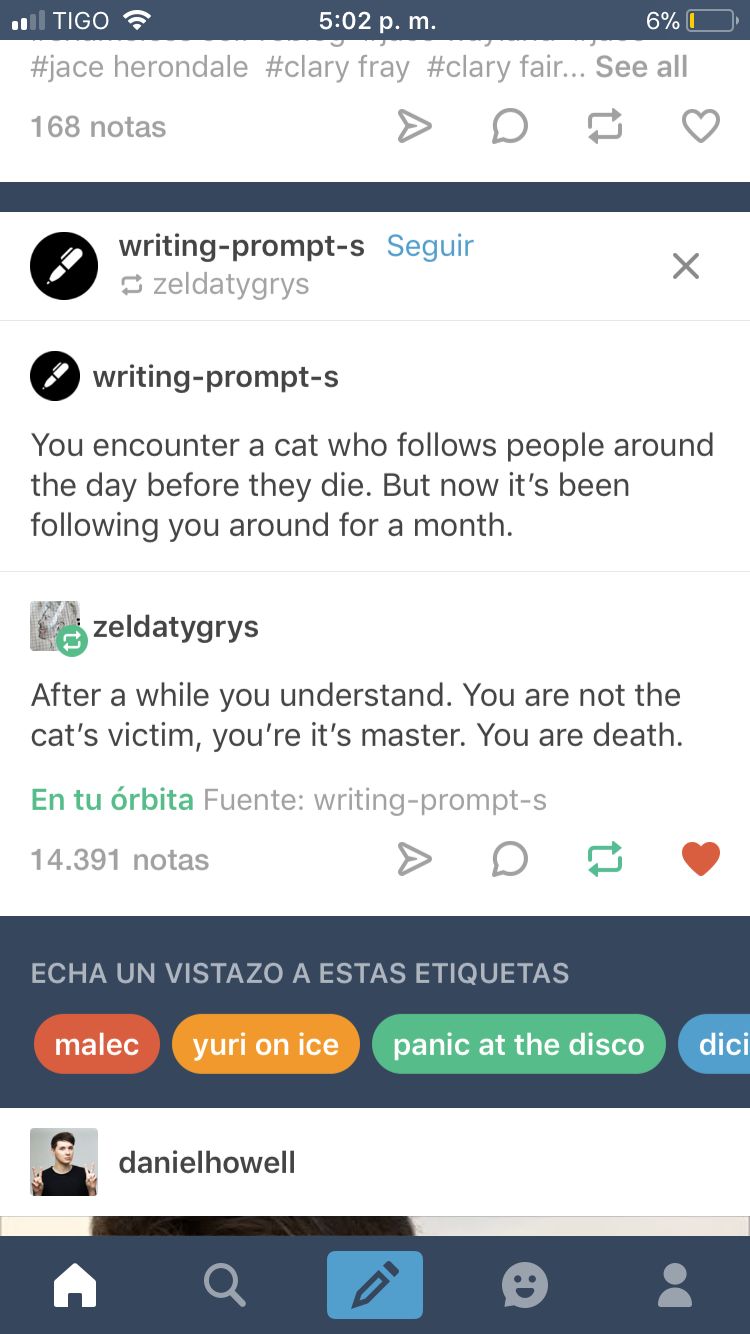 TIGO 5:02 p. m. 6%
#jace herondale #clary fray #clary fair... See all
168 notas
writing-prompt-s Seguir
zeldatygrys
writing-prompt-s
You encounter a cat who follows people around
the day before they die. But now it’s been
following you around for a month.
zeldatygrys
After a while you understand. You are not the
cat’s victim, you’re it’s master. You are death.
En tu órbita Fuente: writing-prompt-s
14.391 notas
ECHA UN VISTAZO A ESTAS ETIQUETAS
malec yuri on ice panic at the disco dici
danielhowell